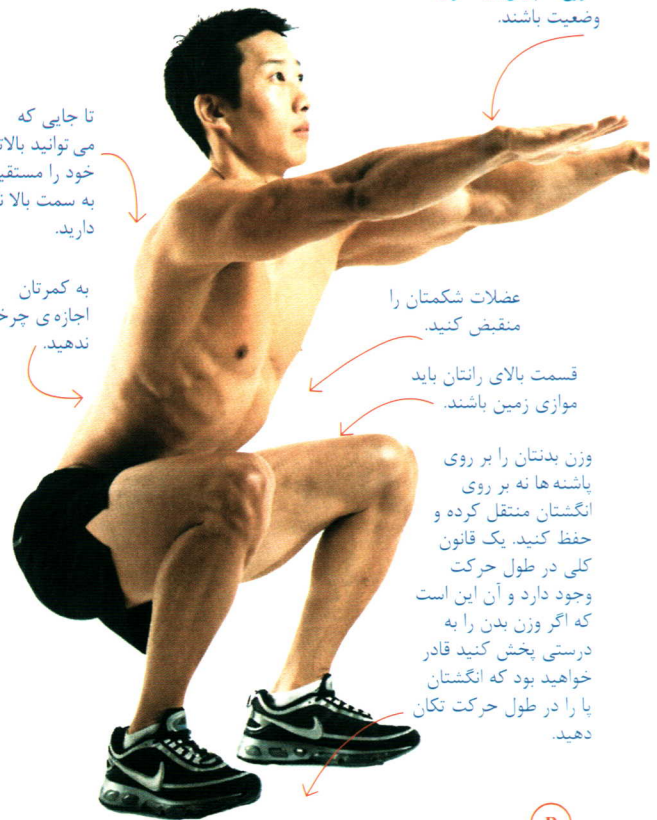 وضعیت باشند.
تا جایی که
می توانید
خود را
به سمت بالا
دارید.
به کمرتان
اجازه ی
ندهید.
عضلات شکمتان را
منقبض کنید.
قسمت بالای رانتان باید
موازی زمین باشند.
وزن بدنتان را بر روی
پاشنه ها نه بر روی
انگشتان منتقل کرده و
حفظ کنید. یک قانون
کلی در طول حرکت
وجود دارد و آن این است
که اگر وزن بدن را به
درستی پخش کنید قادر
خواهید بود که انگشتان
پا را در طول حرکت تکان
دهید.